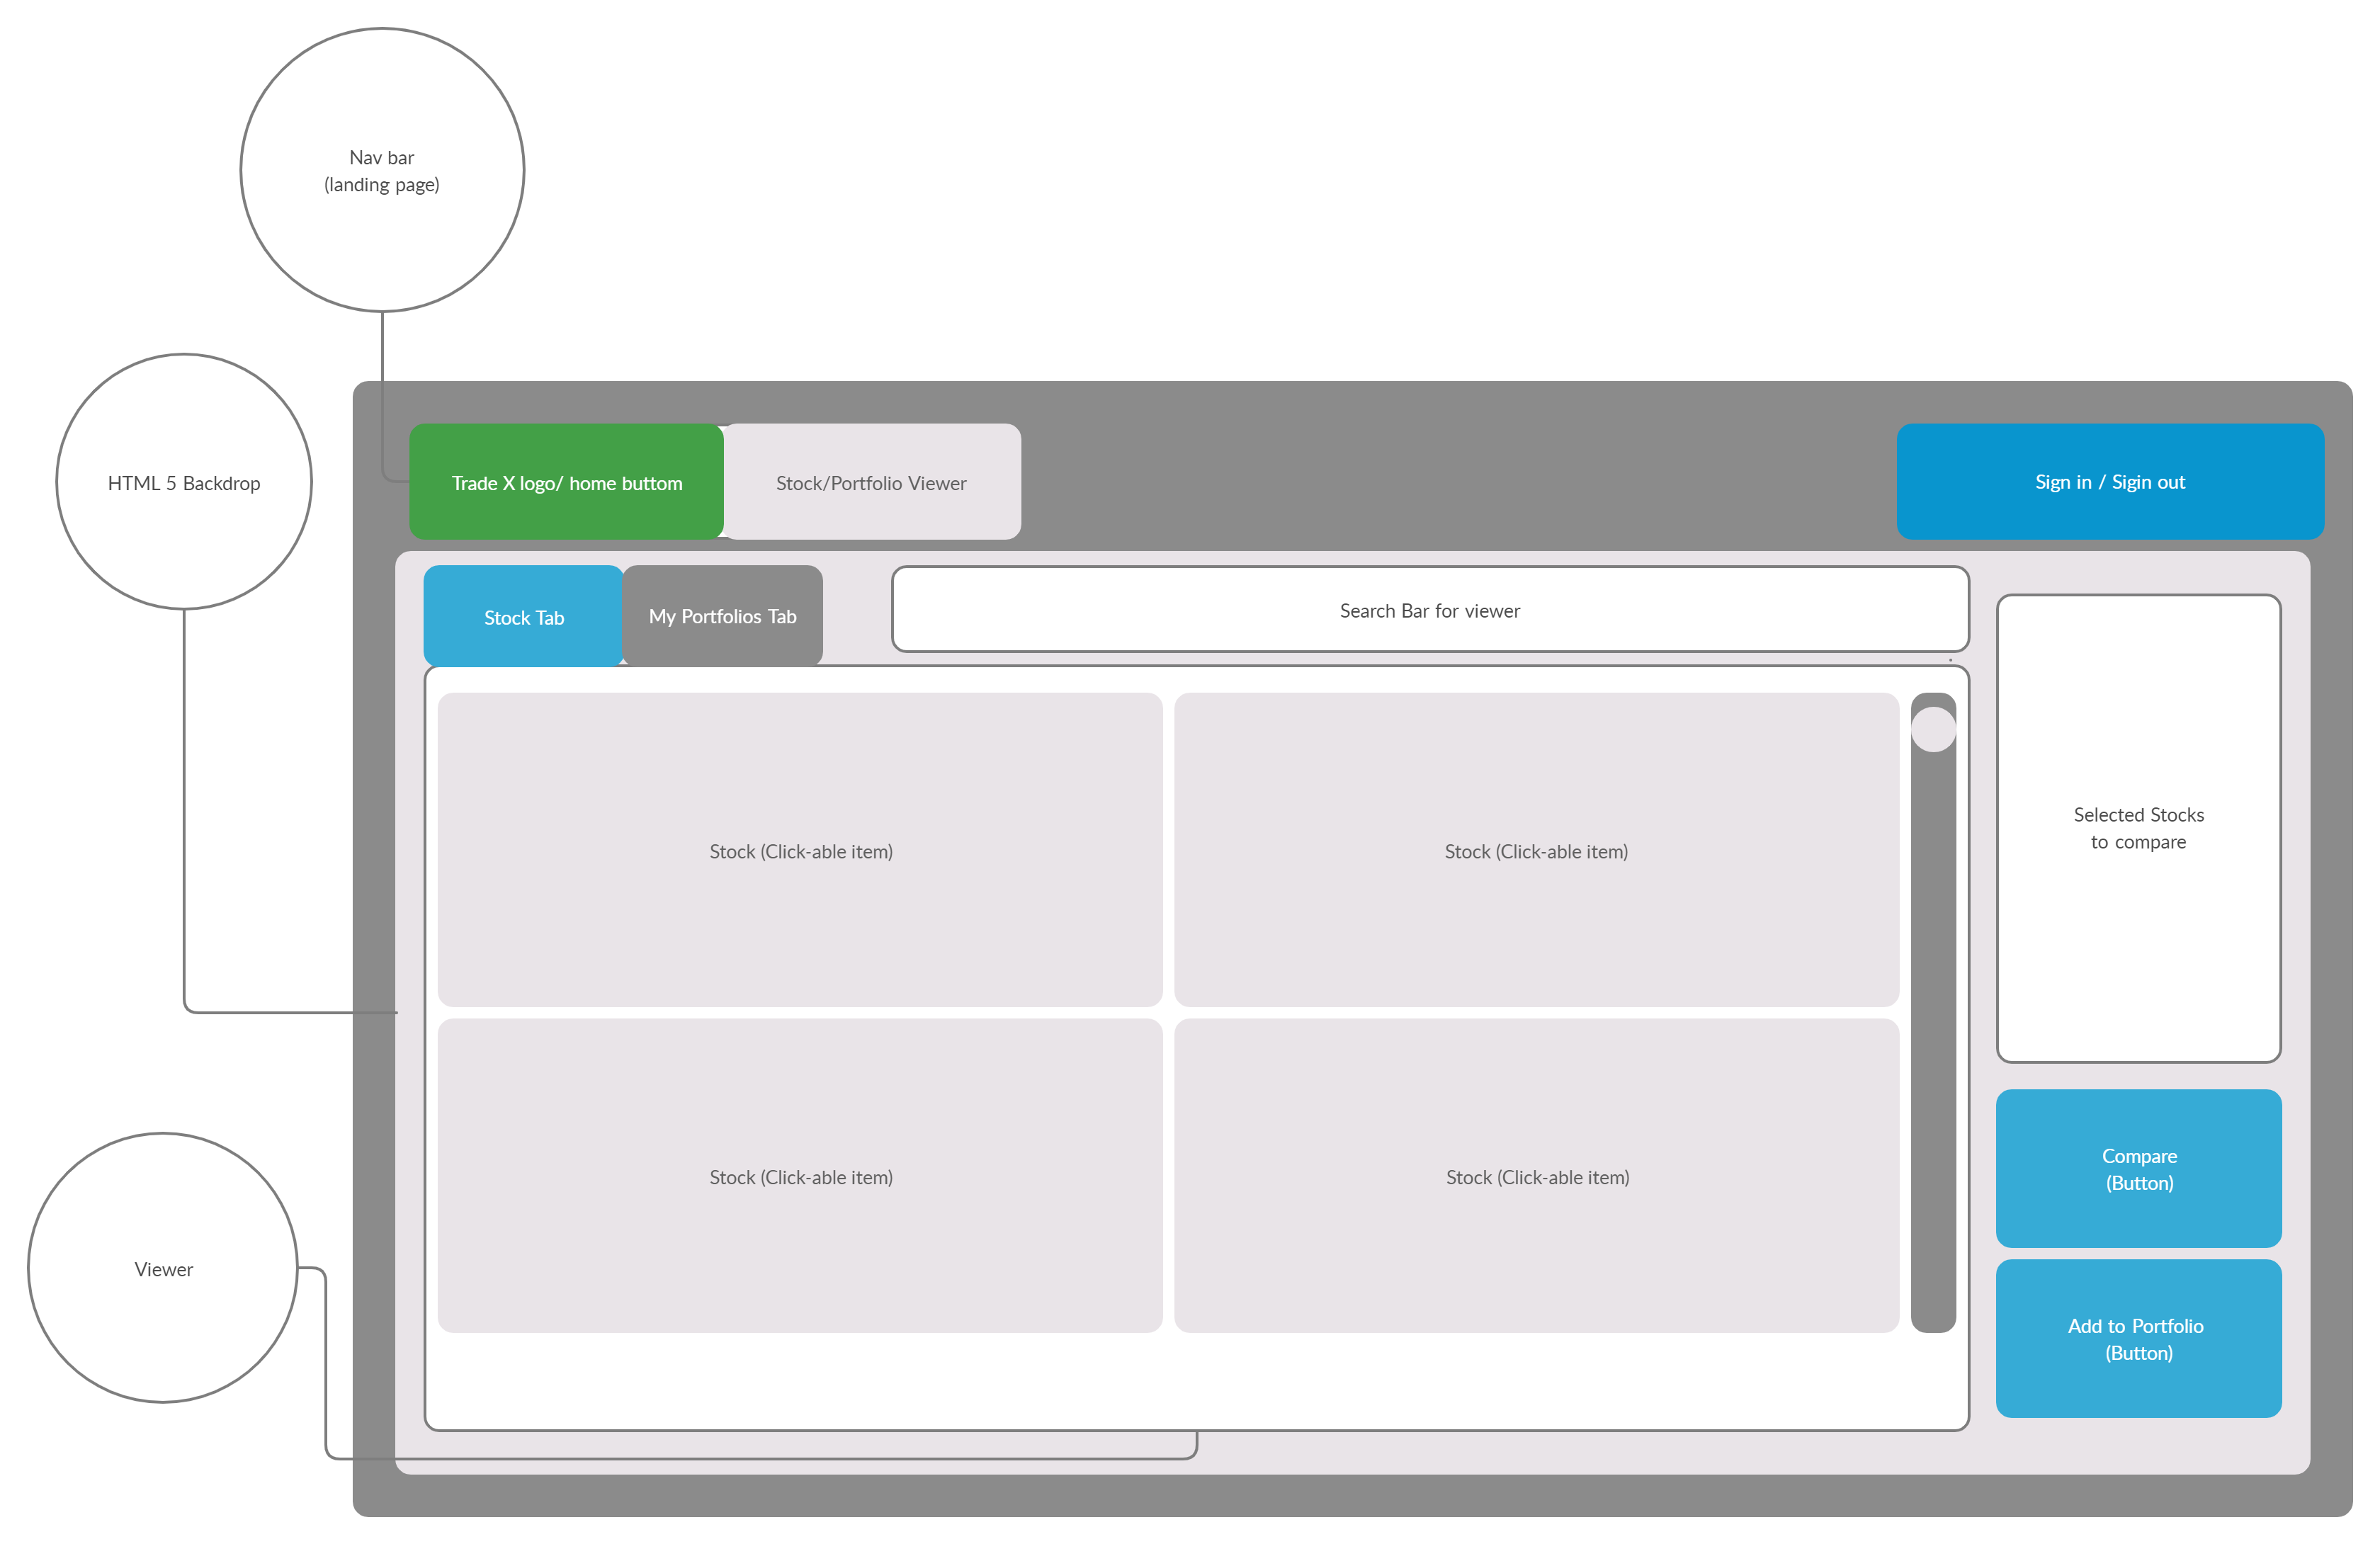 Nav bar
(landing page)
HTML 5 Backdrop
Trade X logo/ home buttom
Stock/Portfolio Viewer
Sign in / Sigin out
Stock Tab
My Portfolios Tab
Search Bar for viewer
Selected Stocks
to compare
Stock (Click-able item)
Stock (Click-able item)
Stock (Click-able item)
Stock (Click-able item)
Compare
(Button)
Viewer
Add to Portfolio
(Button)